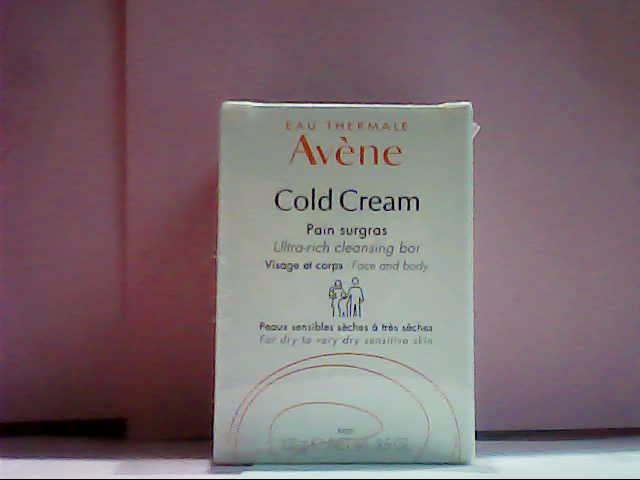 EAU THERMALE
Avène
Cold Cream
Pain surgras
Ultra-rich cleansing bar
Visage et corps Face and body
Peaux sensibles sèches à très sèches
For dry to very dry sensitive skin